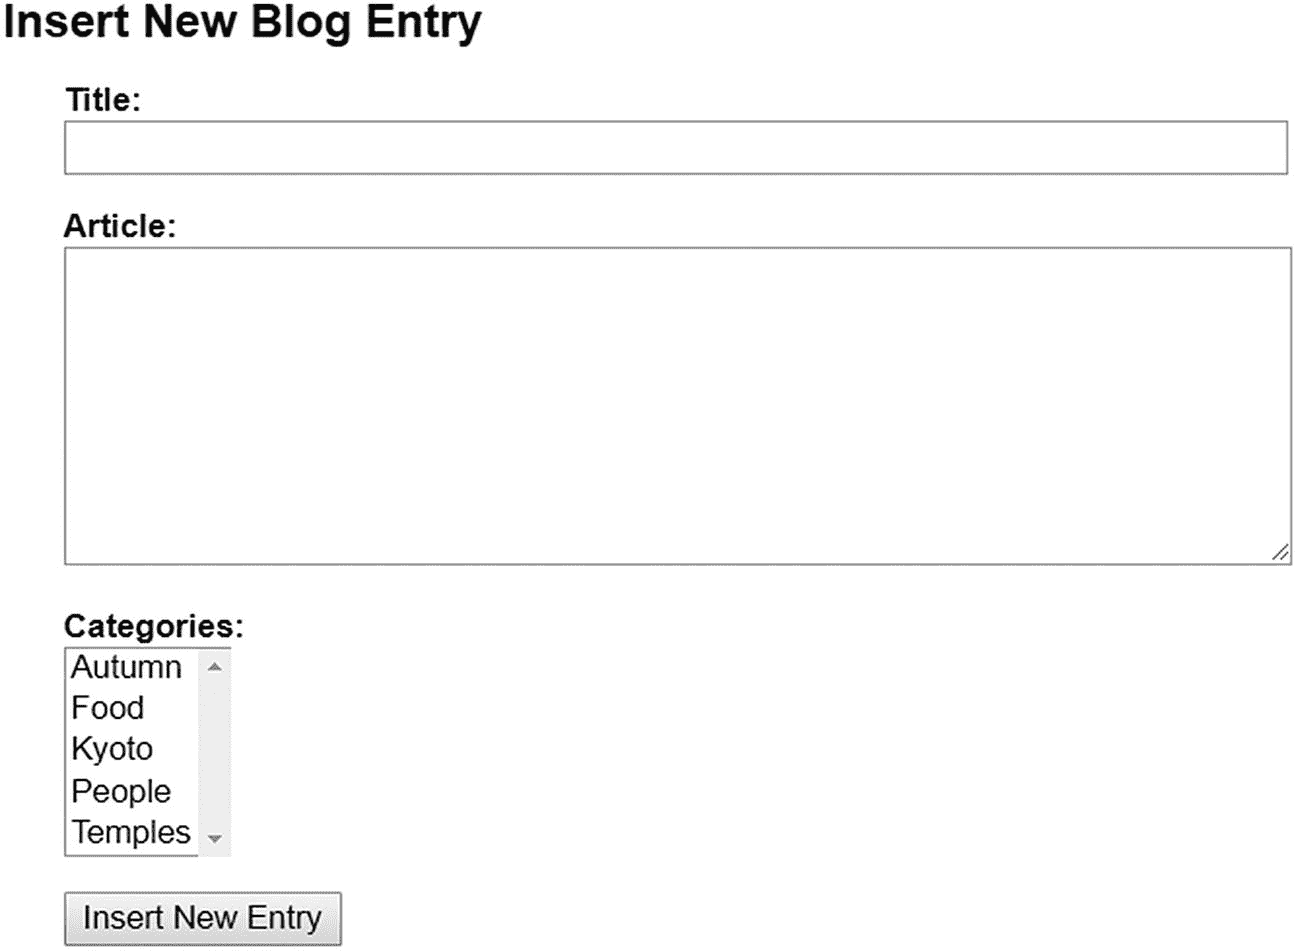 Insert New Blog Entry
Title:
Article:
Categories:
Autumn
Food
Kyoto
People
Temples
Insert New Entry